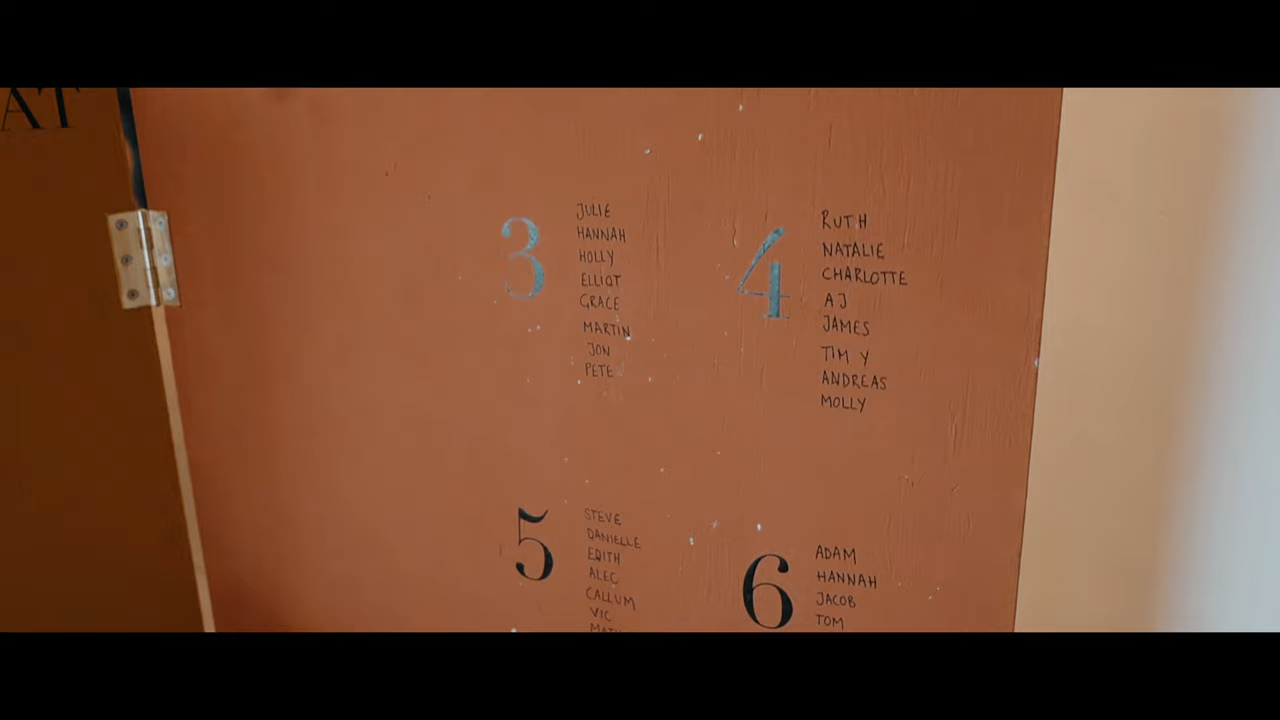 AT
3
JULIE
HANNAH
HOLLY
ELLIOT
GRACE
MARTIN
JON
PETE
4
RUTH
NATALIE
CHARLOTTE
AJ
JAMES
TIM Y
ANDREAS
MOLLY
5
STEVE
DANIELLE
EDITH
ALEC
CALLUM
VIC
6
ADAM
HANNAH
JACOB
TOM